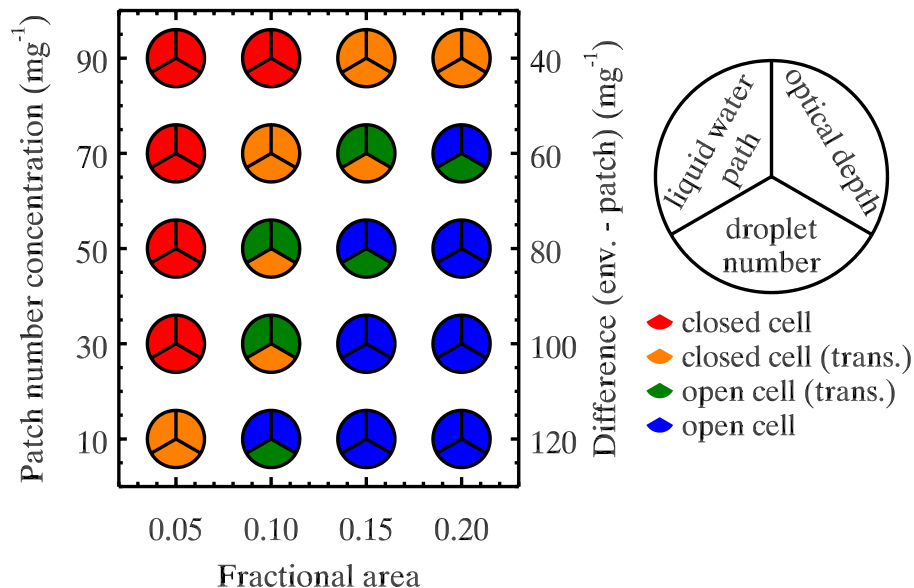 Patch number concentration (mg-1)
90
70
50
30
10
0.05 0.10 0.15 0.20
Fractional area
40
60
80
100
120
Difference (env. - patch) (mg-1)
liquid water
path
optical depth
droplet
number
closed cell
closed cell (trans.)
open cell (trans.)
open cell